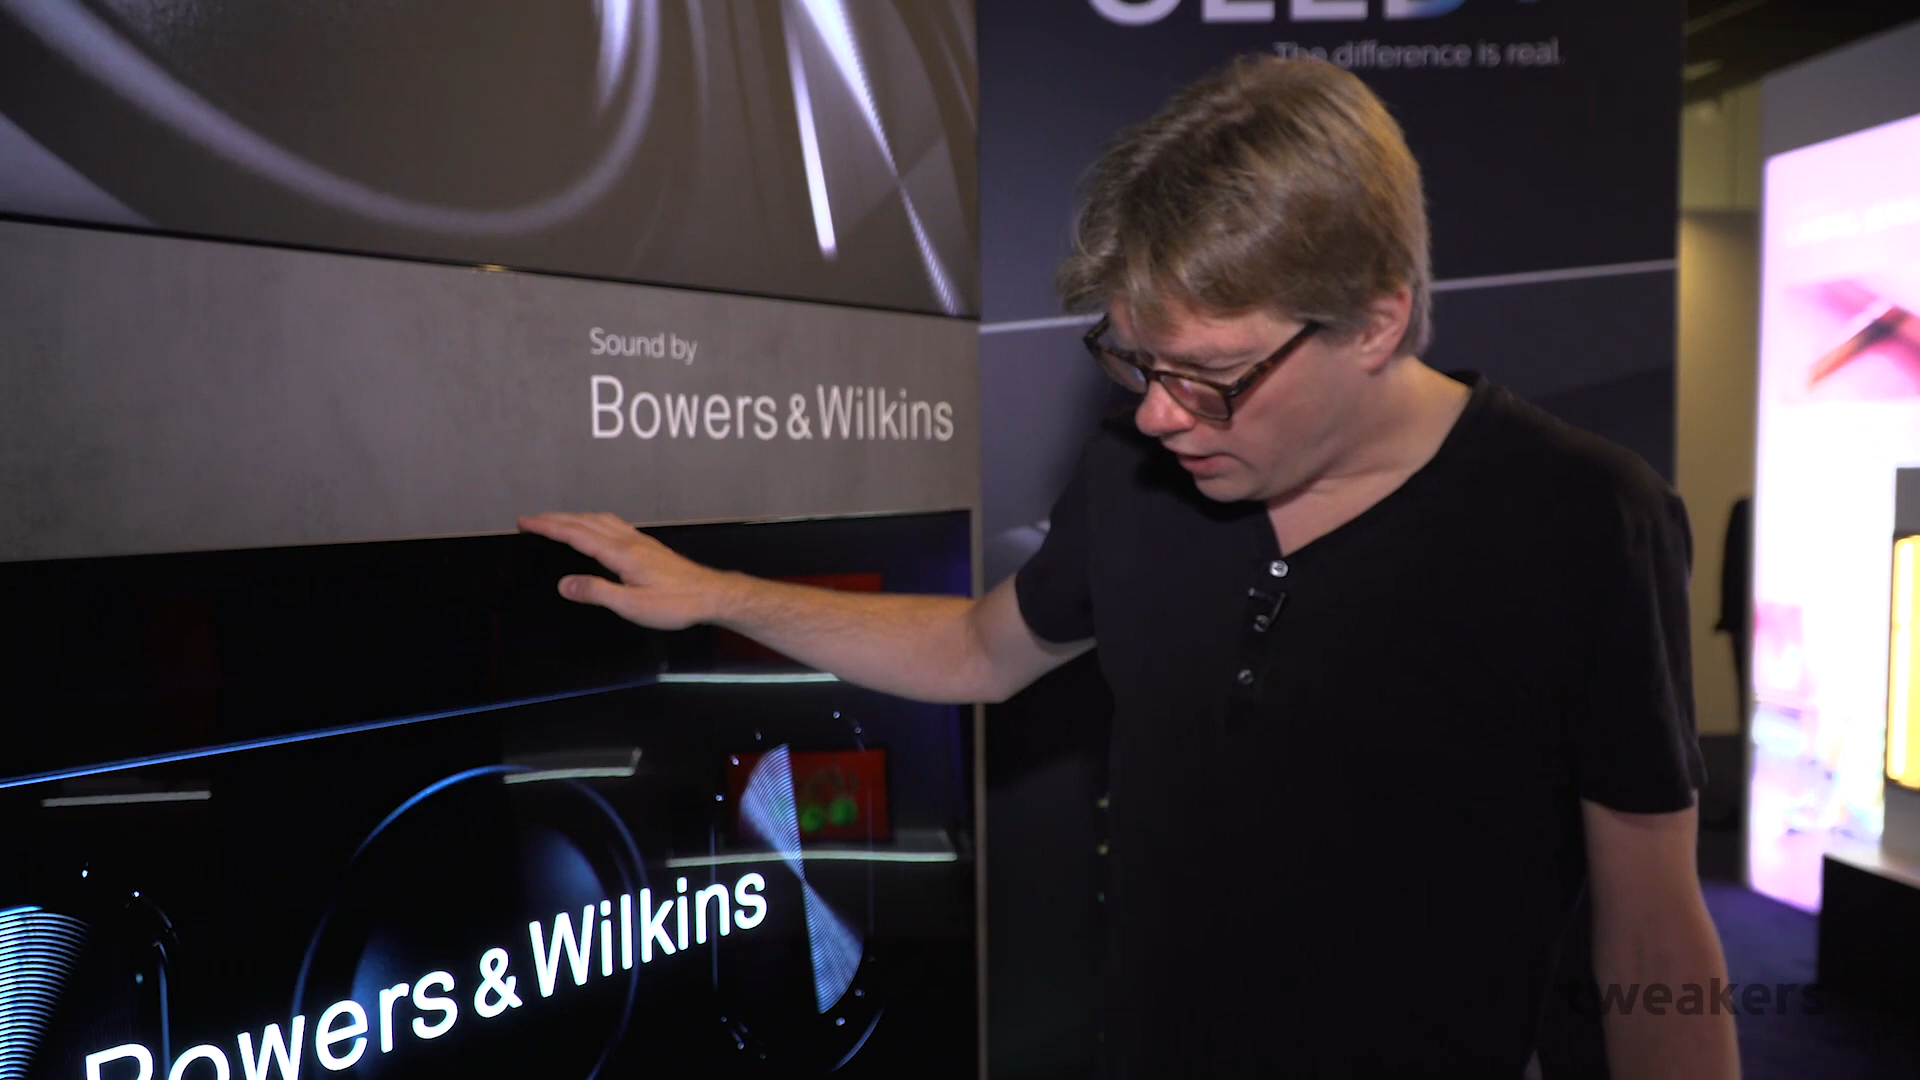 The difference is real.
Sound by
Bowers & Wilkins
Bowers & Wilkins
tweakers